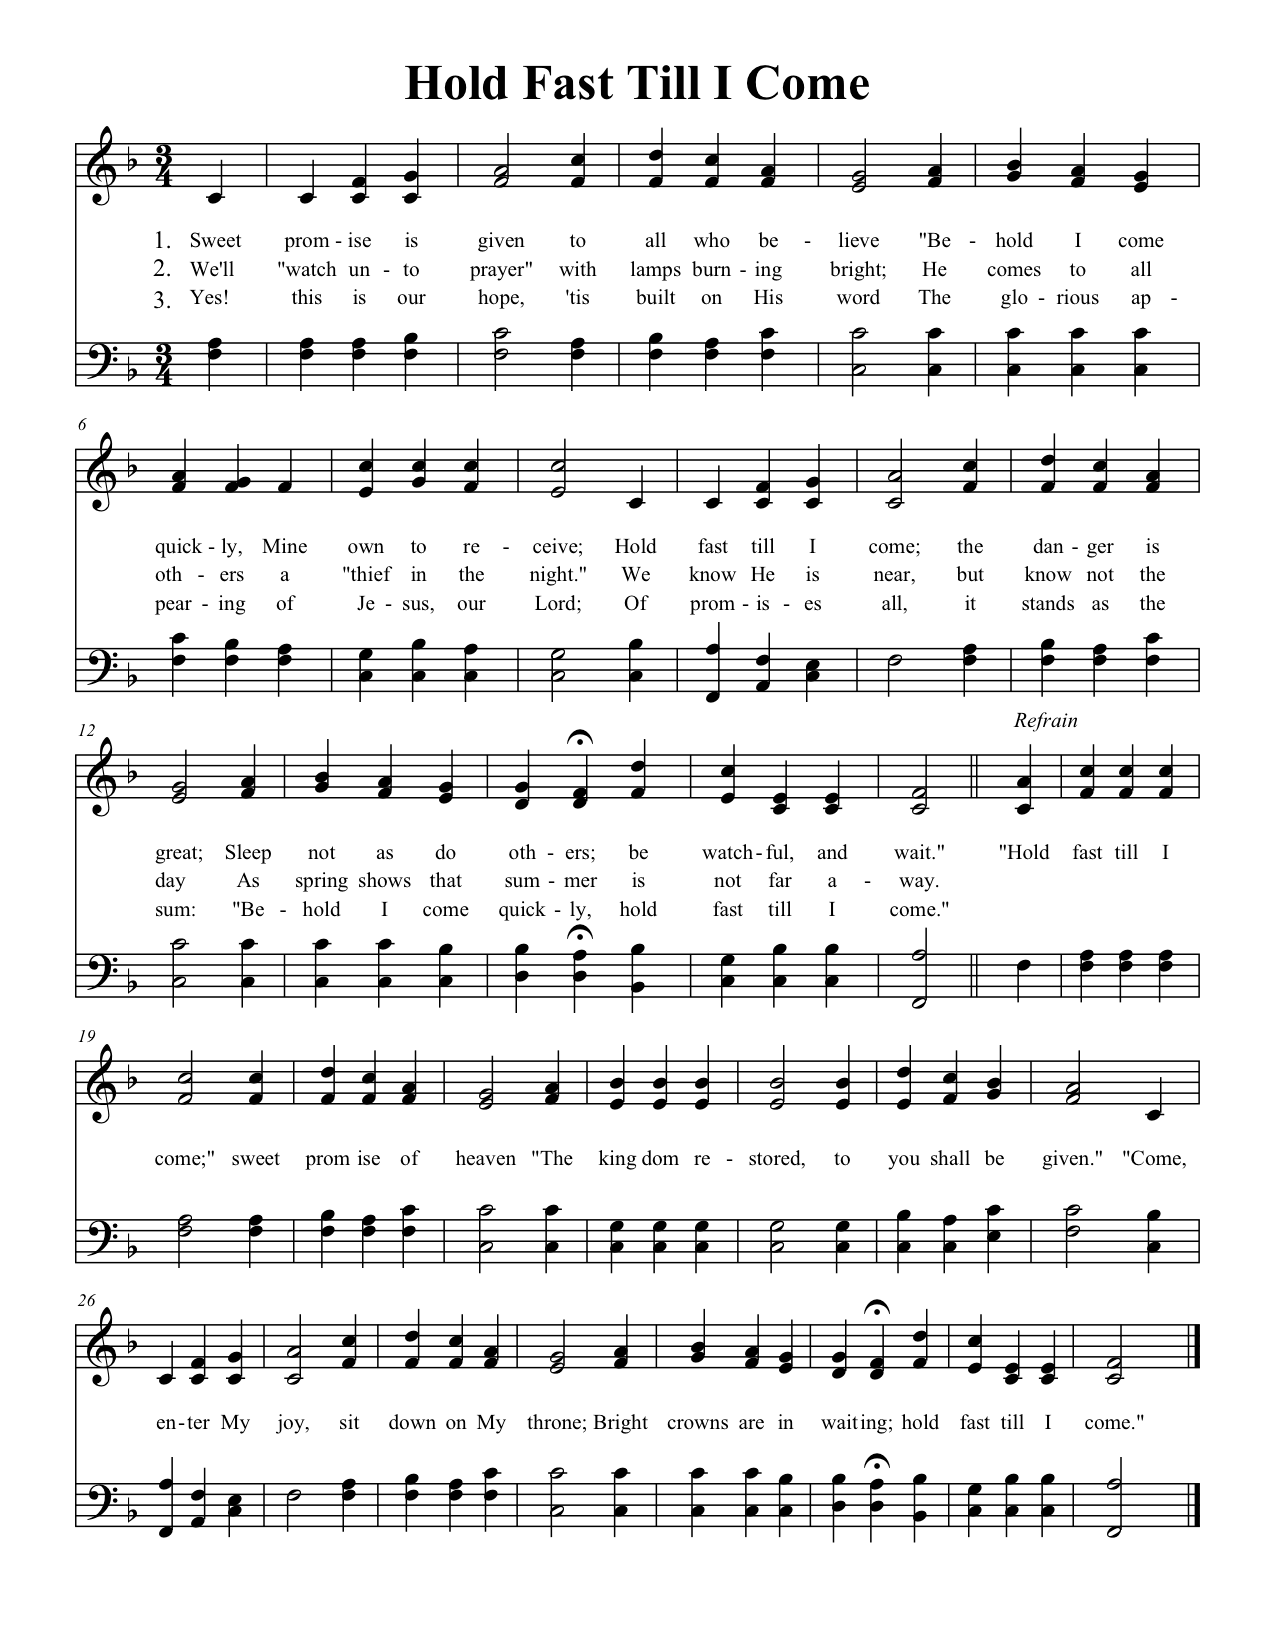 Hold Fast Till I Come
1. Sweet prom - ise is given to all who be - lieve "Be - hold I come
2. We'll "watch un - to prayer" with lamps burn - ing bright; He comes to all
3. Yes! this is our hope, 'tis built on His word The glo - rious ap -
6
quick - ly, Mine own to re - ceive; Hold fast till I come; the dan - ger is
oth - ers a "thief in the night." We know He is near, but know not the
pear - ing of Je - sus, our Lord; Of prom - is - es all, it stands as the
12
Refrain
great; Sleep not as do oth - ers; be watch - ful, and wait." "Hold fast till I
day As spring shows that sum - mer is not far a - way.
sum: "Be - hold I come quick - ly, hold fast till I come."
19
come;" sweet prom ise of heaven "The king dom re - stored, to you shall be given." "Come,
26
en - ter My joy, sit down on My throne; Bright crowns are in waiting; hold fast till I come."